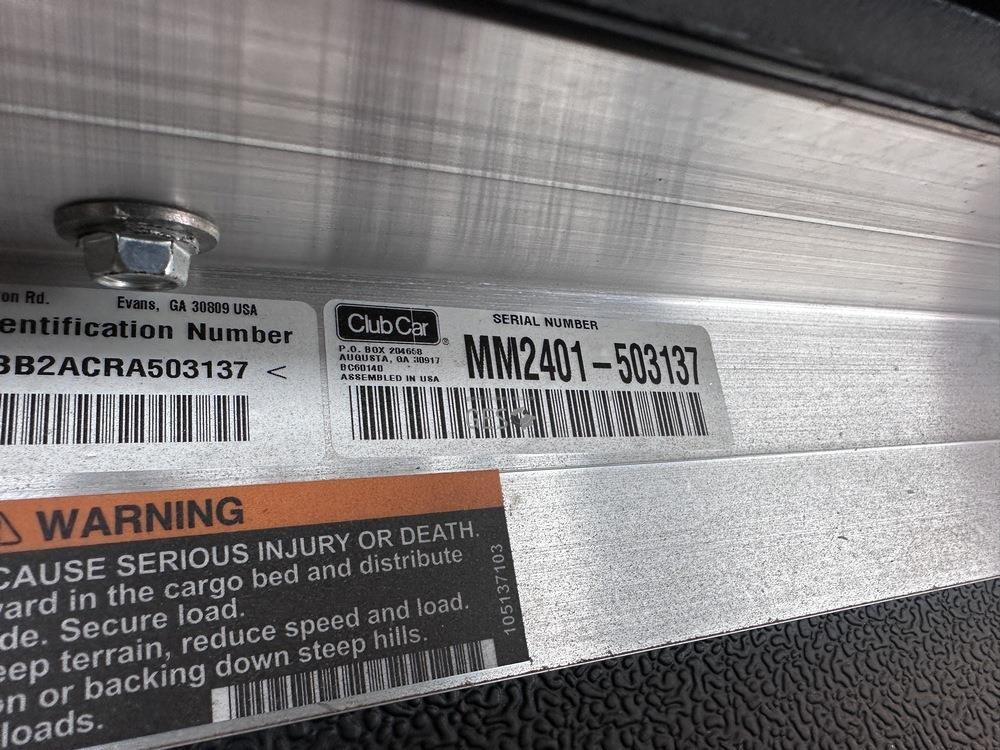 on Rd. Evans, GA 30809 USA
entification Number
BB2ACRA503137 <
Club Car®
SERIAL NUMBER
P.O. BOX 204658
AUGUSTA, GA 30917
MM2401-503137
ASSEMBLED IN USA
⚠ WARNING
CAUSE SERIOUS INJURY OR DEATH.
ard in the cargo bed and distribute
de. Secure load.
eep terrain, reduce speed and load.
on or backing down steep hills.
loads.
105137103